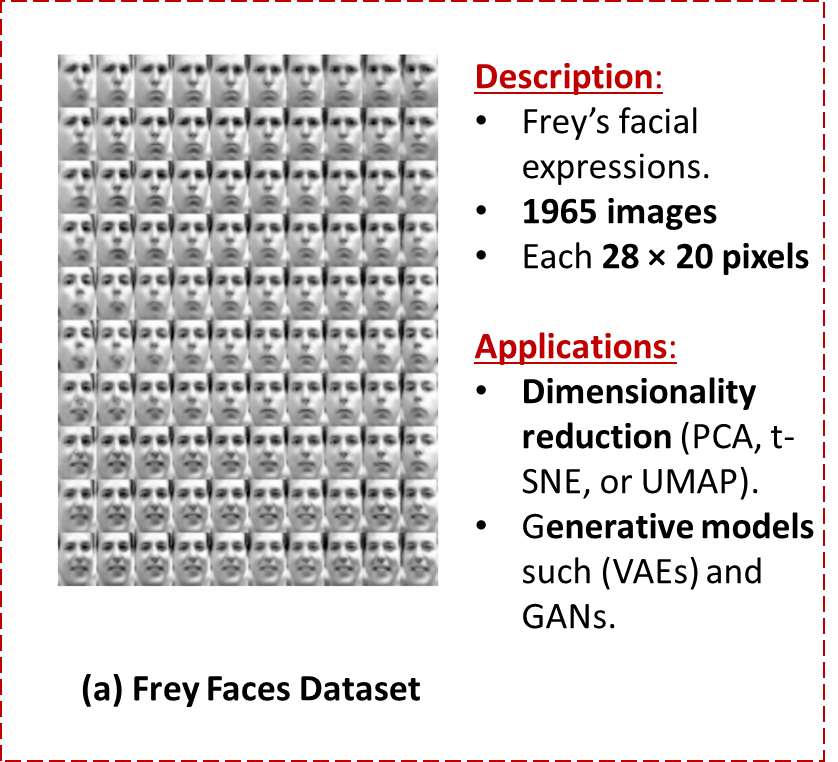 Description:
• Frey’s facial
expressions.
• 1965 images
• Each 28 × 20 pixels
Applications:
• Dimensionality
reduction (PCA, t-
SNE, or UMAP).
• Generative models
such (VAEs) and
GANs.
(a) Frey Faces Dataset